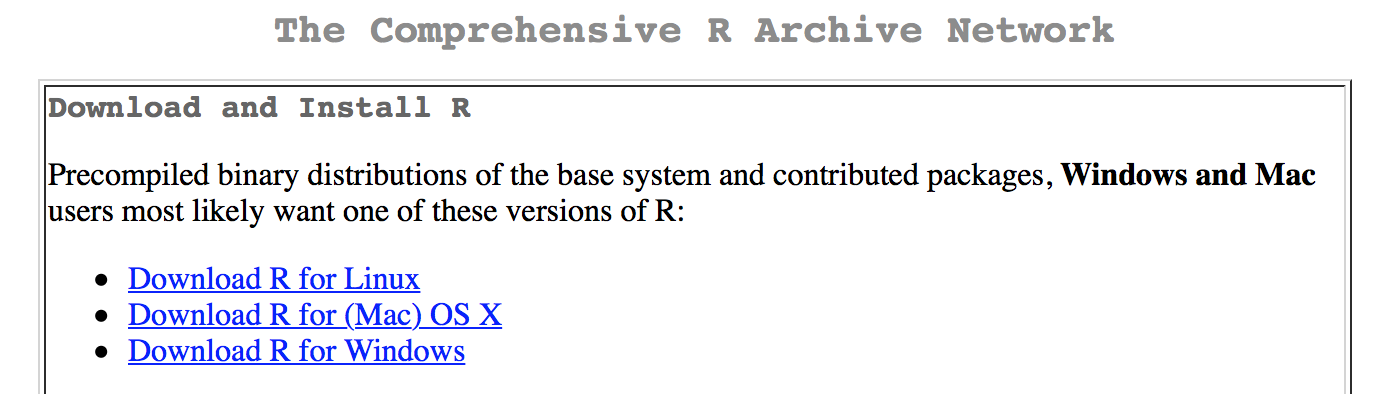 The Comprehensive R Archive Network
Download and Install R
Precompiled binary distributions of the base system and contributed packages, Windows and Mac
users most likely want one of these versions of R:
Download R for Linux
Download R for (Mac) OS X
Download R for Windows